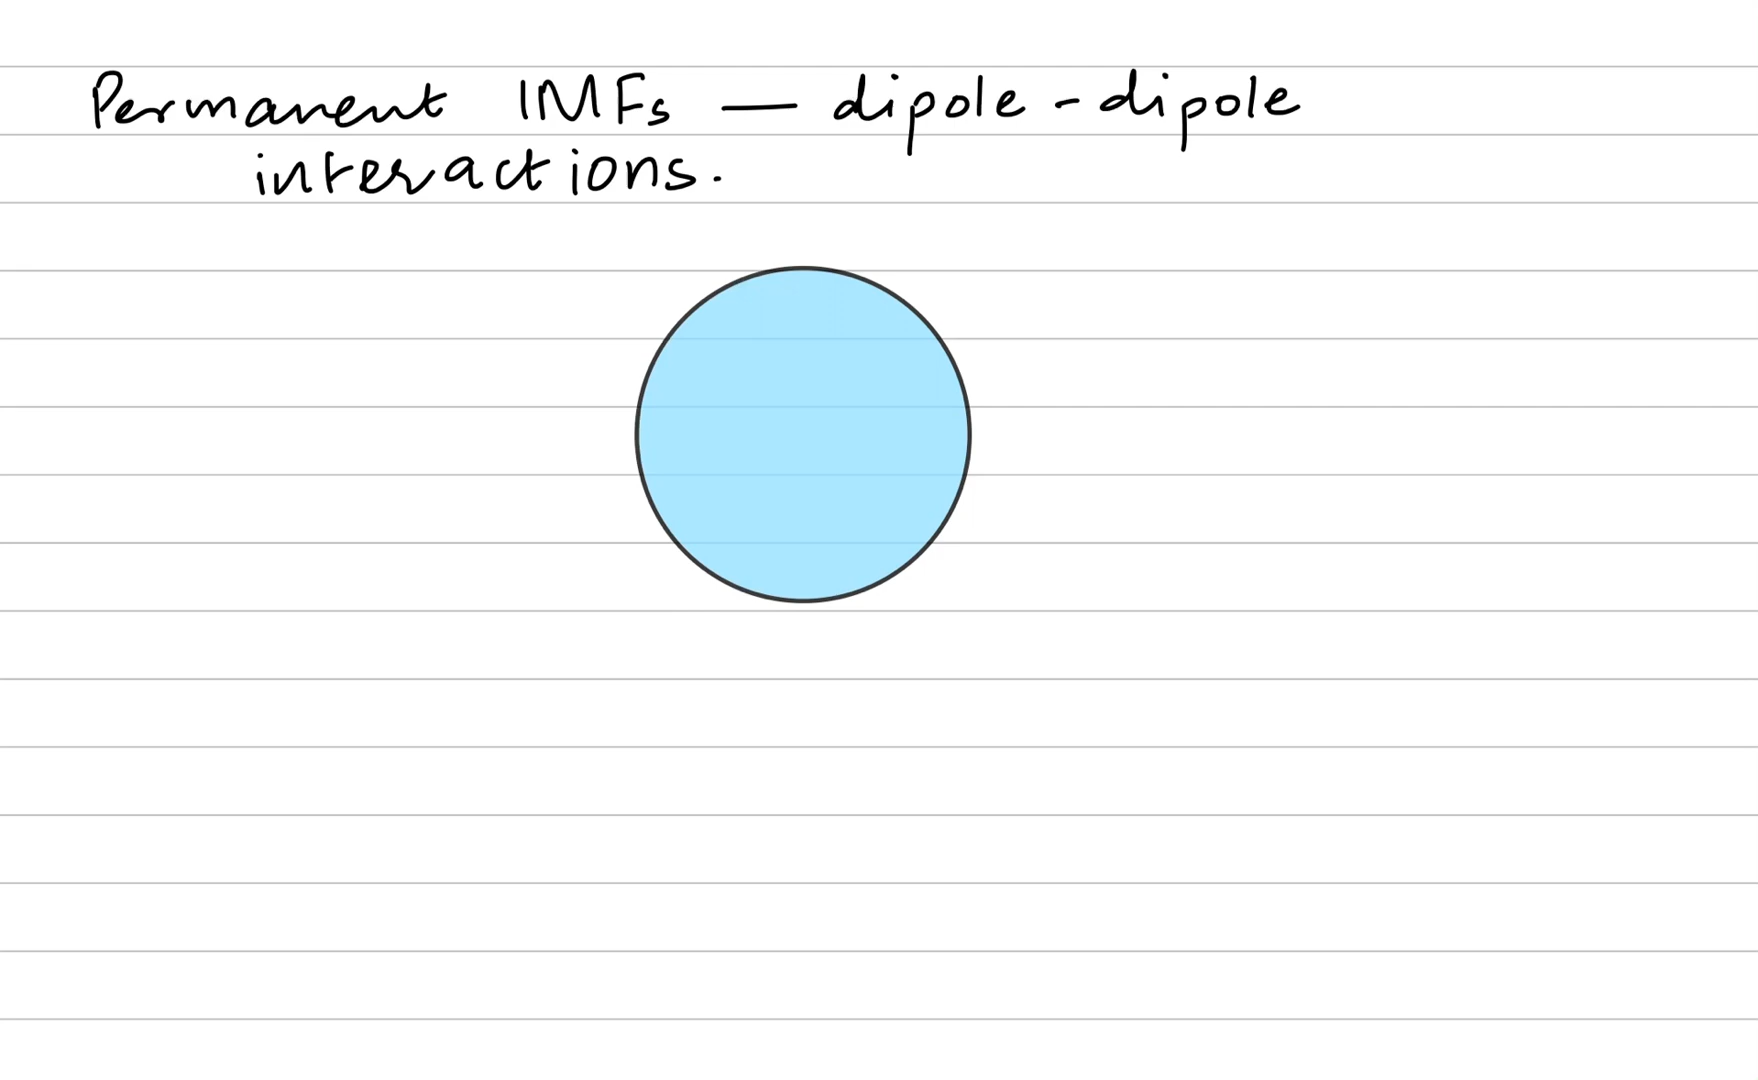 Permanent IMFs — dipole-dipole
interactions.